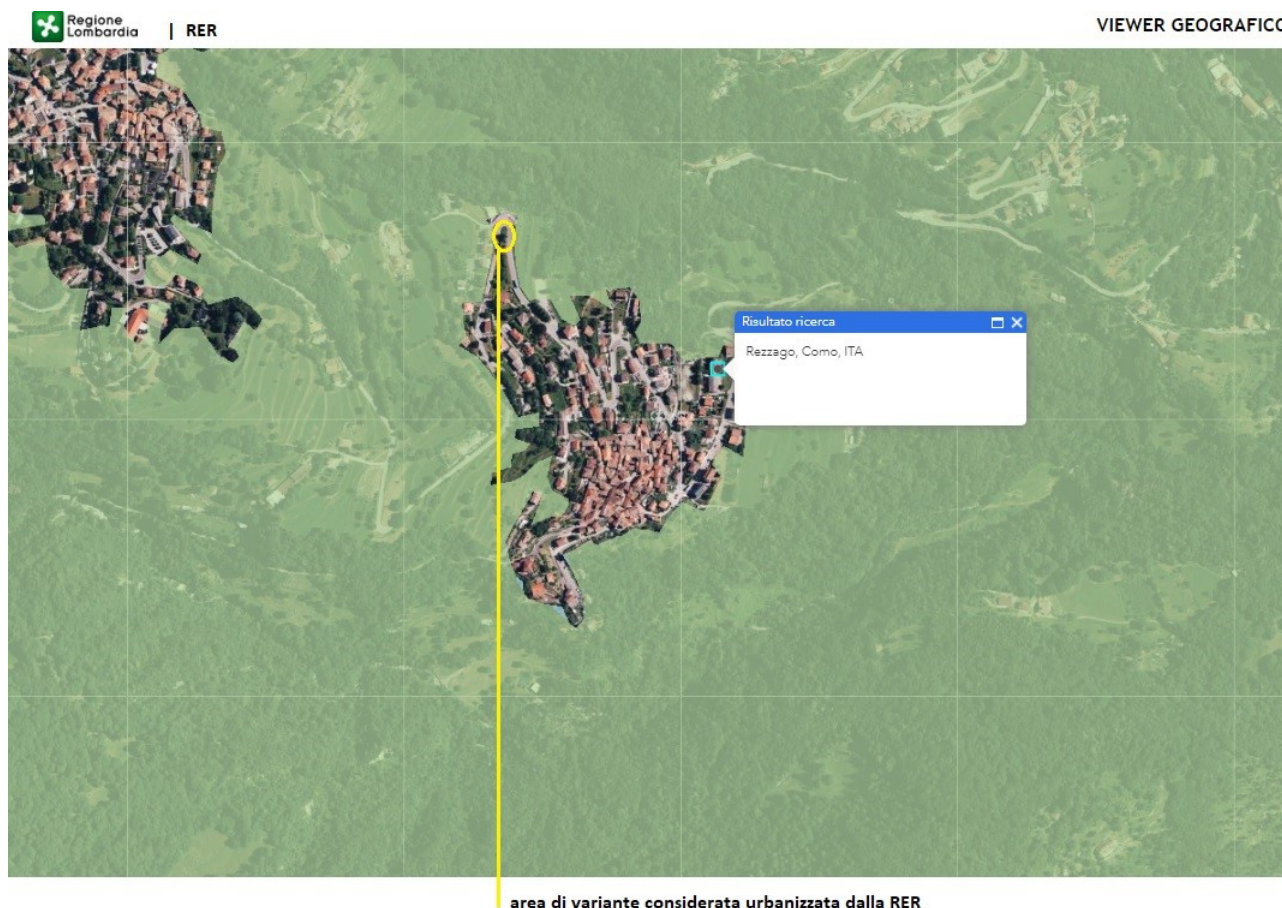 Regione
Lombardia
| RER
VIEWER GEOGRAFICO
Risultato ricerca
Rezzago, Como, ITA
area di variante considerata urbanizzata dalla RER